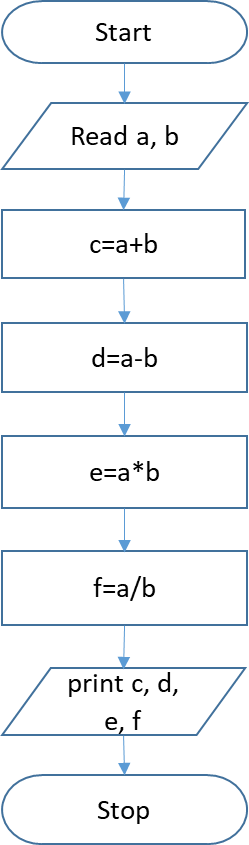 Start
Read a, b
c=a+b
d=a-b
e=a*b
f=a/b
print c, d,
e, f
Stop